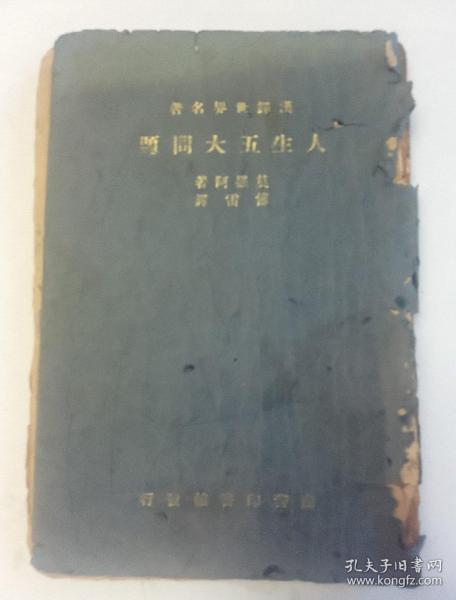 漢譯世界名著
人生五大問題
莫羅阿著
傅雷譯
商務印書館發行
孔夫子旧书网
www.kongfz.com